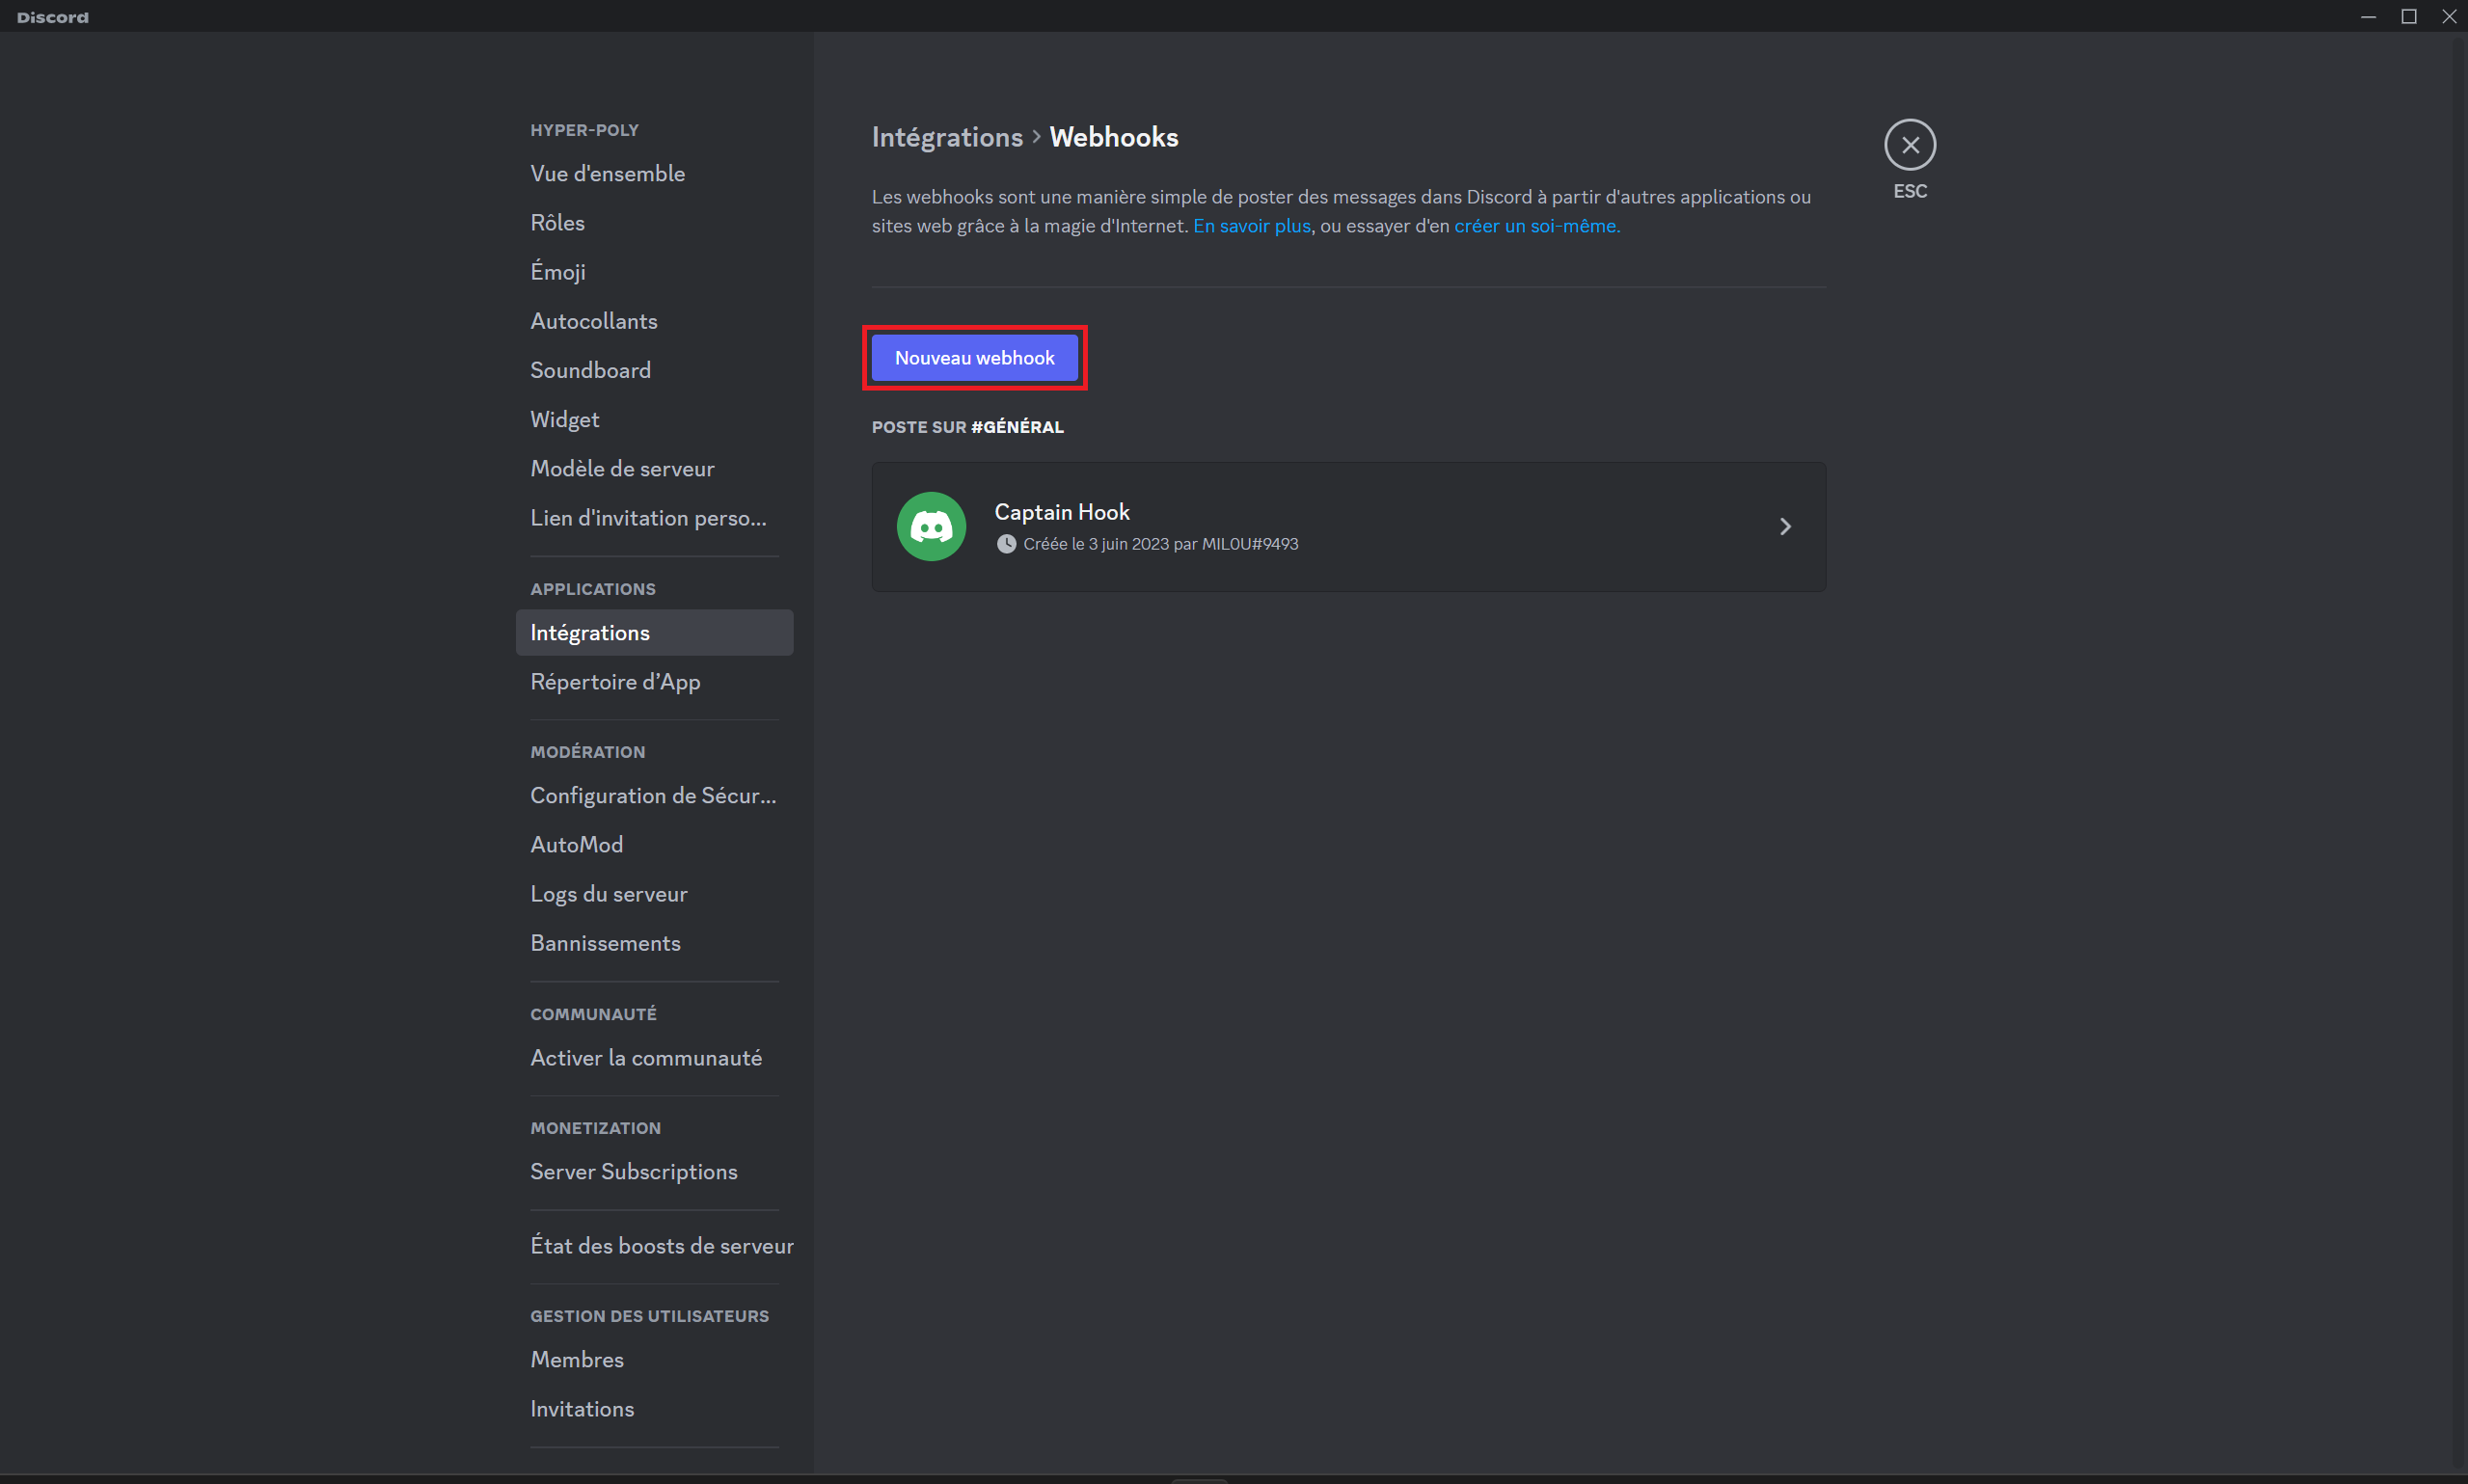 Discord
HYPER-POLY
Vue d'ensemble
Rôles
Émoji
Autocollants
Soundboard
Widget
Modèle de serveur
Lien d'invitation perso...
APPLICATIONS
Intégrations
Répertoire d’App
MODÉRATION
Configuration de Sécur...
AutoMod
Logs du serveur
Bannissements
COMMUNAUTÉ
Activer la communauté
MONETIZATION
Server Subscriptions
État des boosts de serveur
GESTION DES UTILISATEURS
Membres
Invitations
Intégrations > Webhooks
Les webhooks sont une manière simple de poster des messages dans Discord à partir d'autres applications ou
sites web grâce à la magie d'Internet. En savoir plus, ou essayer d'en créer un soi-même.
Nouveau webhook
POSTE SUR #GÉNÉRAL
Captain Hook
Créée le 3 juin 2023 par MIL0U#9493
ESC